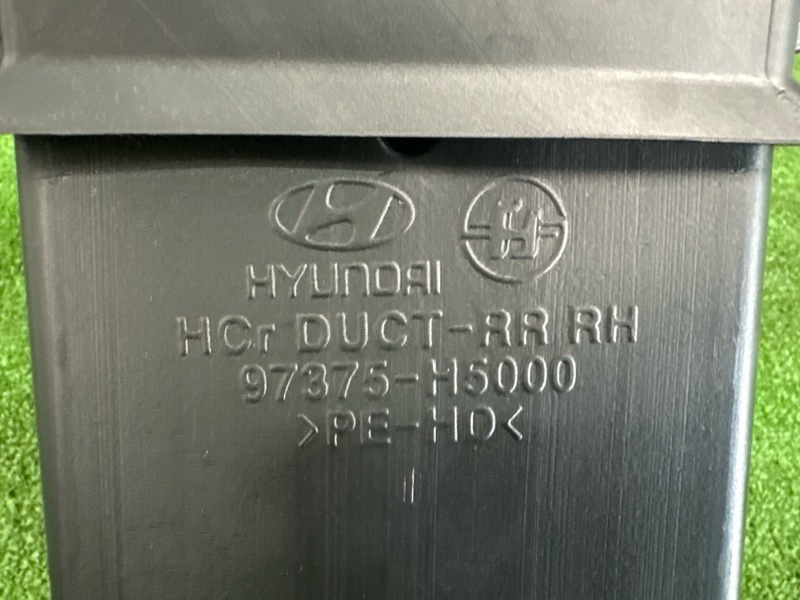 HYUNDAI
HCr DUCT-RR RH
97375-H5000
>PE-HD<